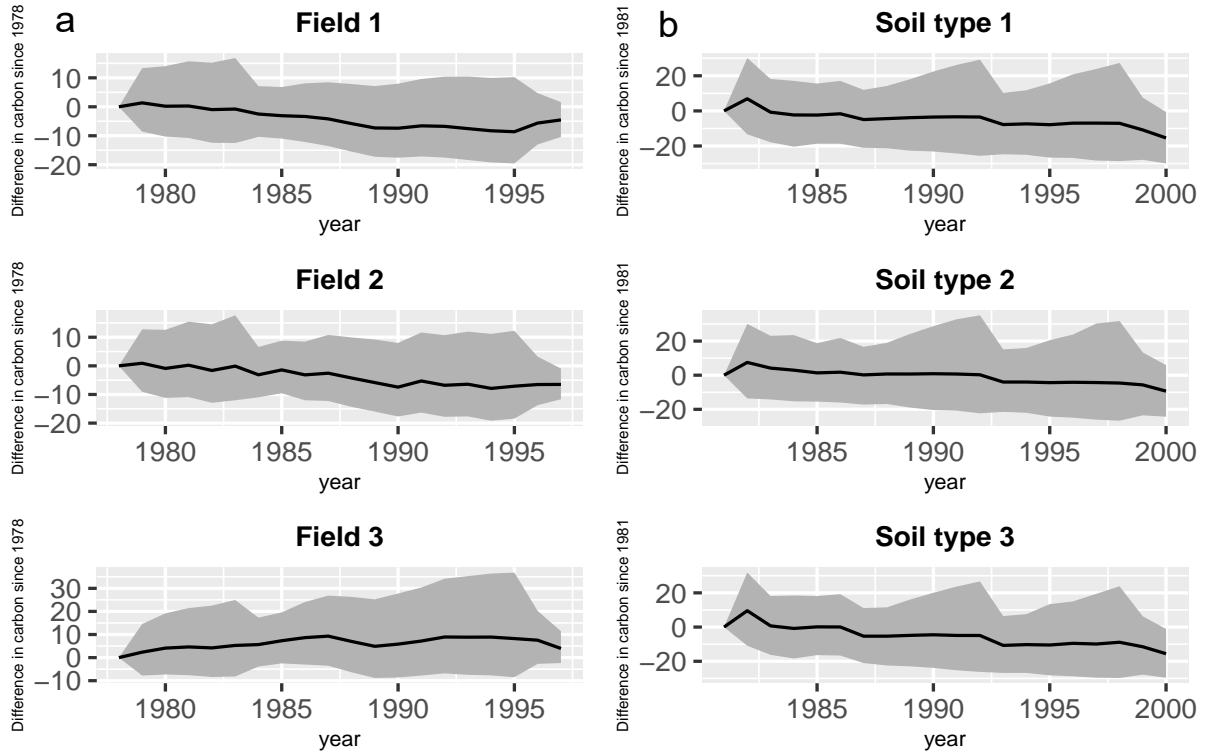 a
Field 1
Difference in carbon since 1978
10
0
−10
−20
1980 1985 1990 1995
year
Field 2
Difference in carbon since 1978
10
0
−10
−20
1980 1985 1990 1995
year
Field 3
Difference in carbon since 1978
30
20
10
0
−10
1980 1985 1990 1995
year
b
Soil type 1
Difference in carbon since 1981
20
0
−20
1985 1990 1995 2000
year
Soil type 2
Difference in carbon since 1981
20
0
−20
1985 1990 1995 2000
year
Soil type 3
Difference in carbon since 1981
20
0
−20
1985 1990 1995 2000
year